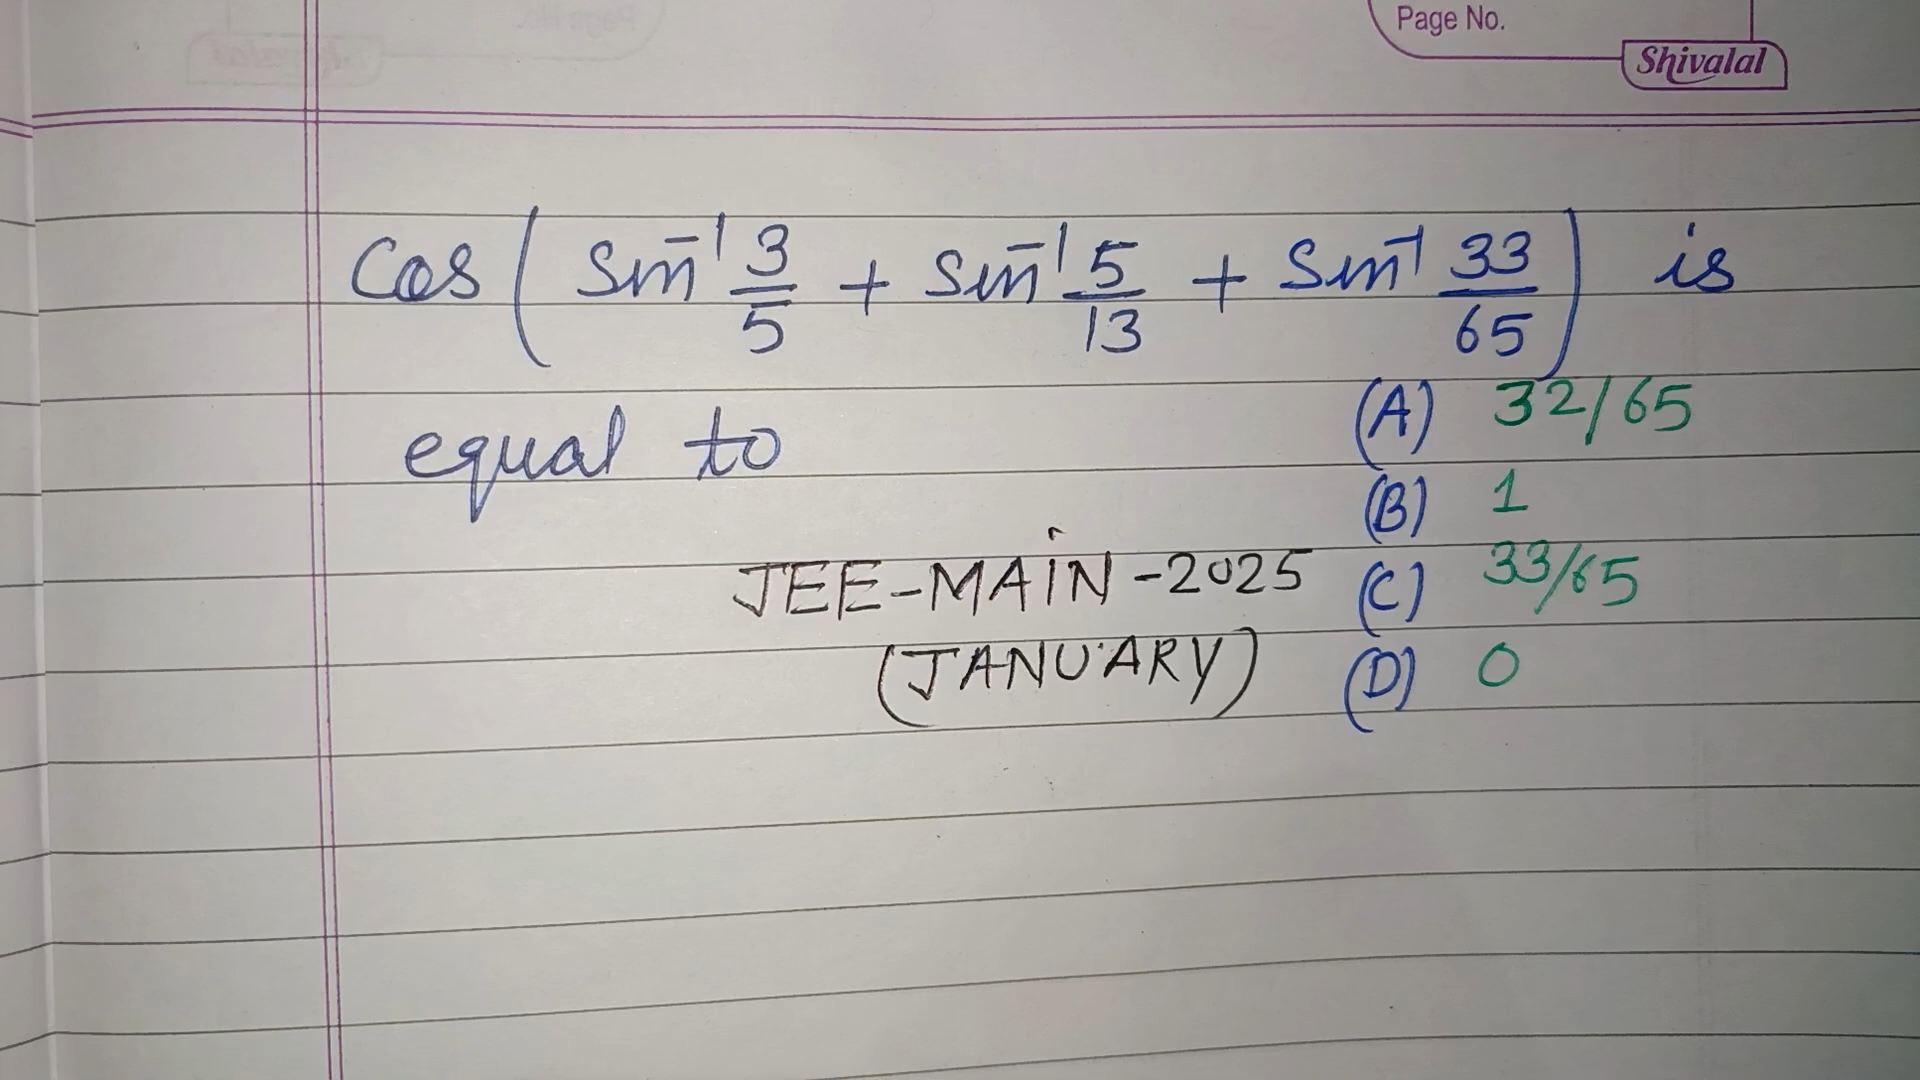 Page No.
Shivalal
Cos ( Sin⁻¹ 3/5 + Sin⁻¹ 5/13 + Sin⁻¹ 33/65 ) is
equal to
(A) 32/65
(B) 1
JEE-MAIN-2025
(C) 33/65
(JANUARY)
(D) 0